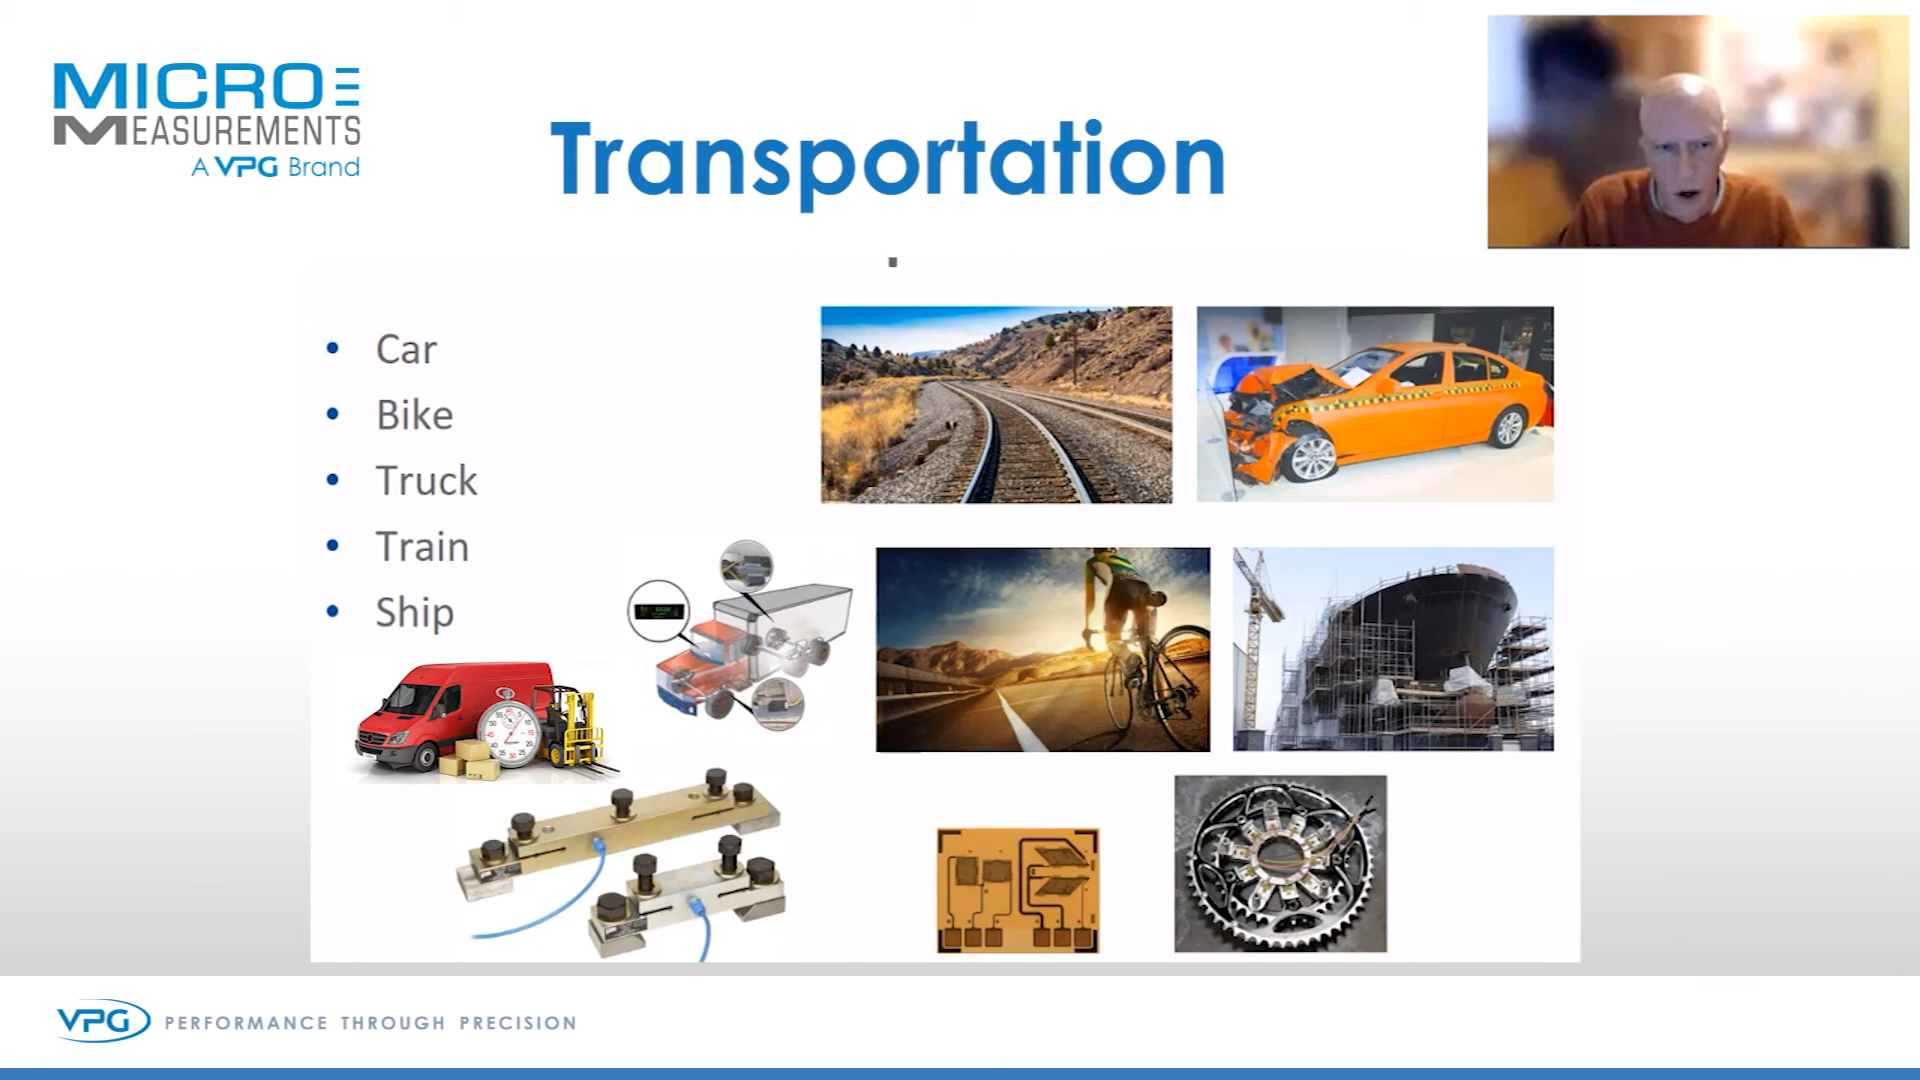 MICRO
MEASUREMENTS
A VPG Brand
Transportation
• Car
• Bike
• Truck
• Train
• Ship
VPG PERFORMANCE THROUGH PRECISION